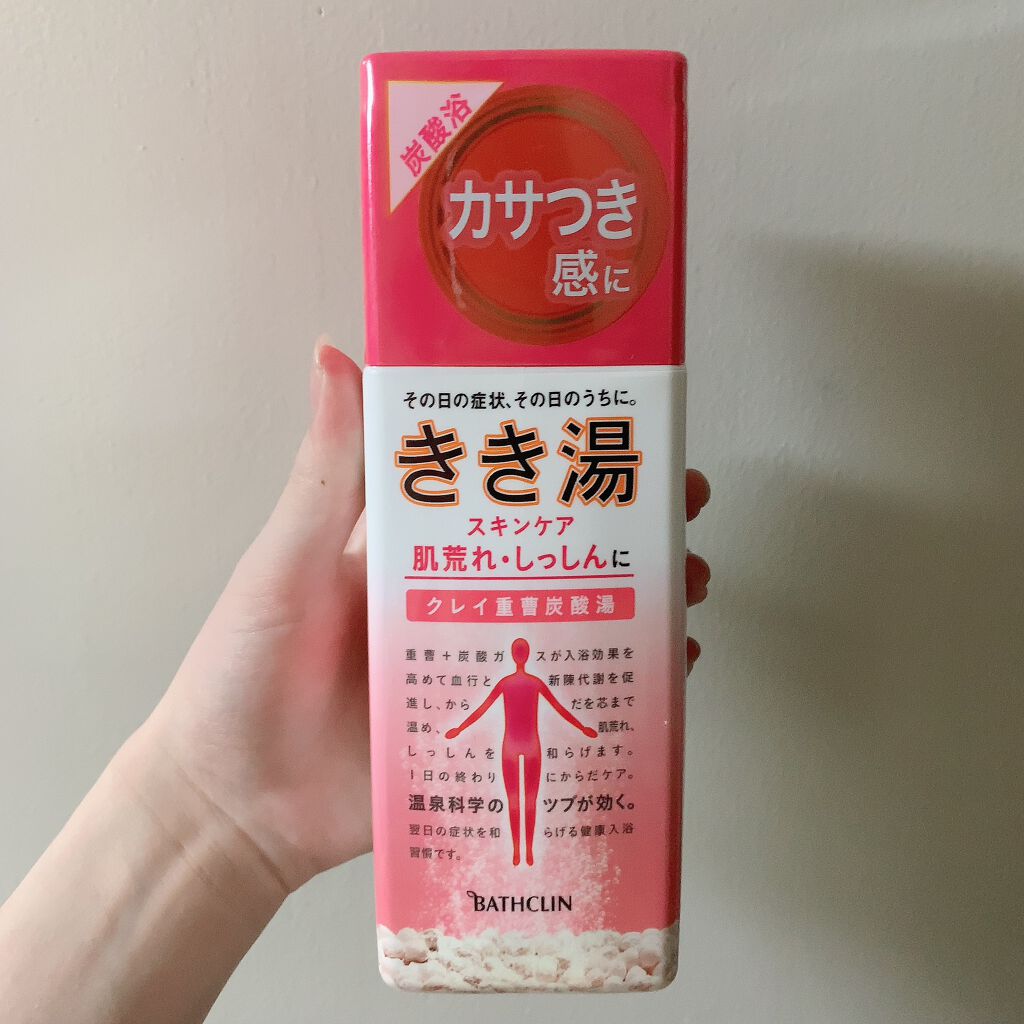 炭酸浴
カサつき
感に
その日の症状、その日のうちに。
きき湯
スキンケア
肌荒れ・しっしんに
クレイ重曹炭酸湯
重曹＋炭酸ガスが入浴効果を
高めて血行と新陳代謝を促
進し、からだを芯まで
温め、肌荒れ、
しっしんを和らげます。
1日の終わりにからだケア。
温泉科学のツブが効く。
翌日の症状を和らげる健康入浴
習慣です。
BATHCLIN